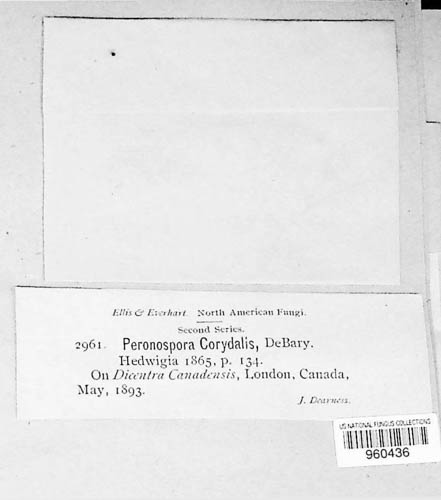 Ellis & Everhart. North American Fungi.
Second Series.
2961. Peronospora Corydalis, DeBary.
Hedwigia 1865, p. 134.
On Dicentra Canadensis, London, Canada,
May, 1893.
J. Dearness.
US NATIONAL FUNGUS COLLECTIONS
960436